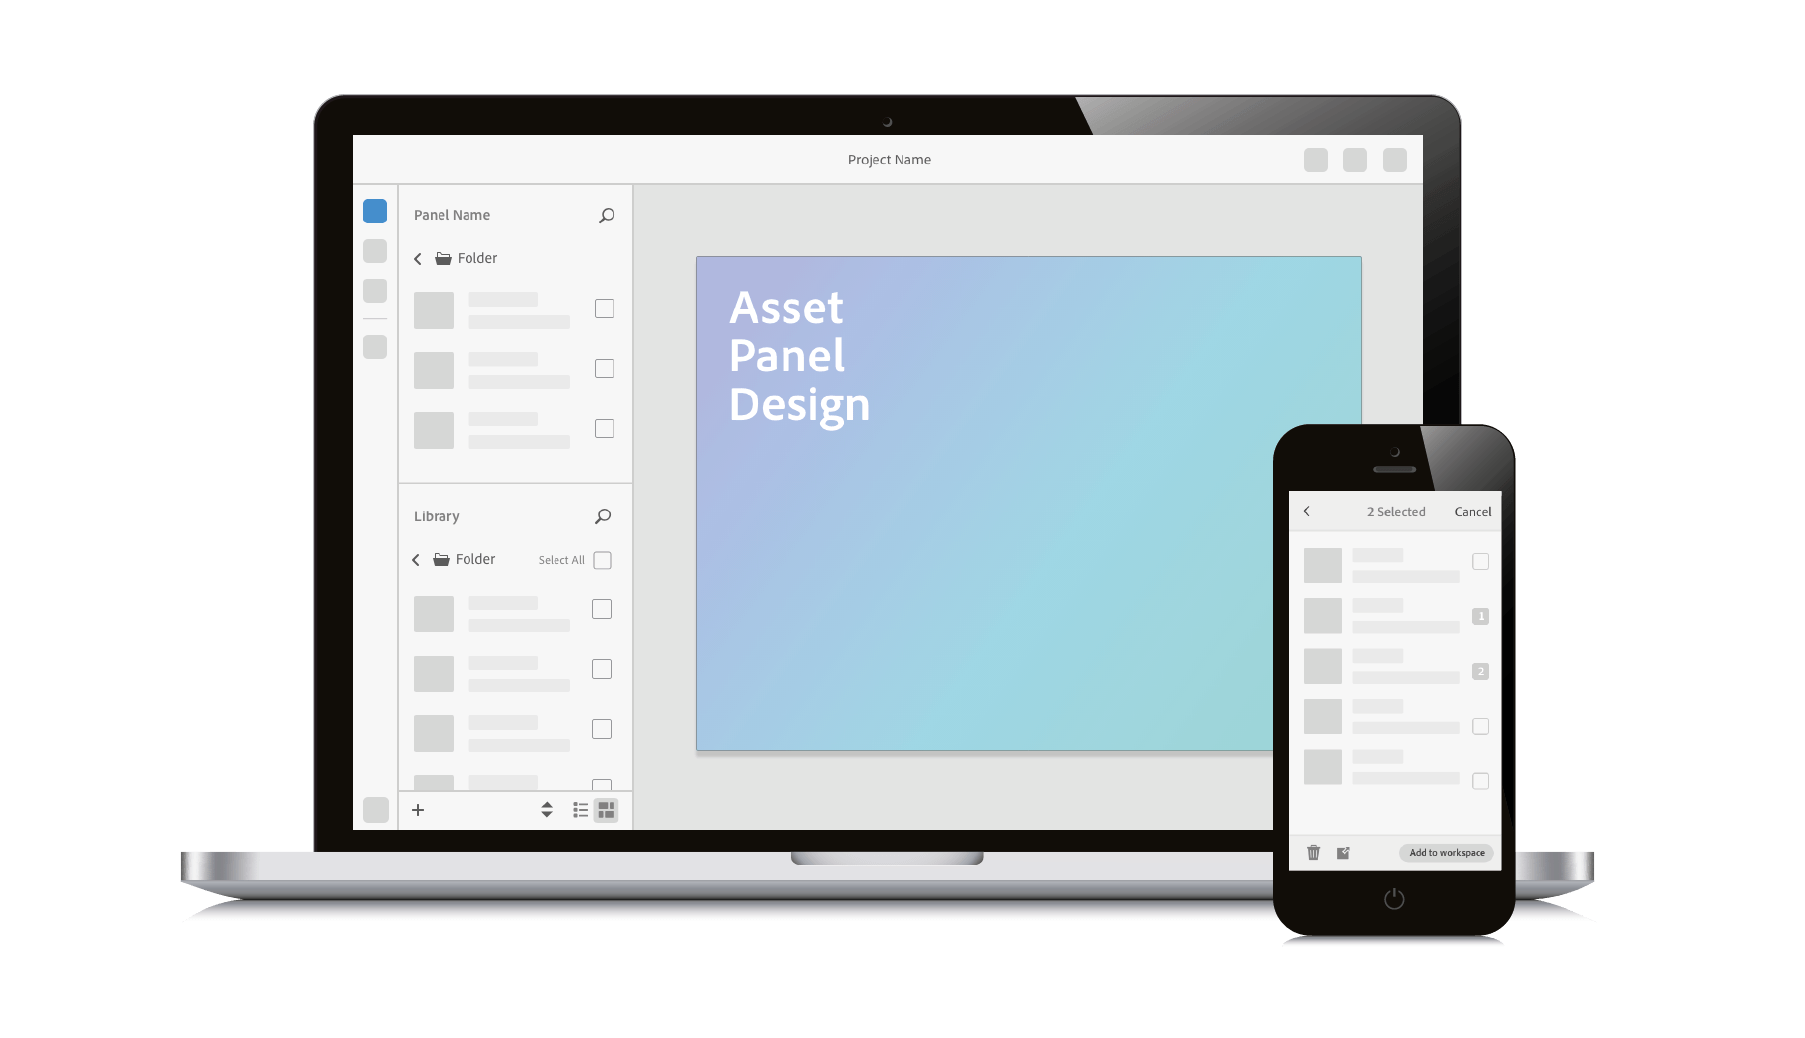 Project Name
Panel Name
Folder
Library
Folder
Select All
Asset
Panel
Design
2 Selected
Cancel
1
2
Add to workspace